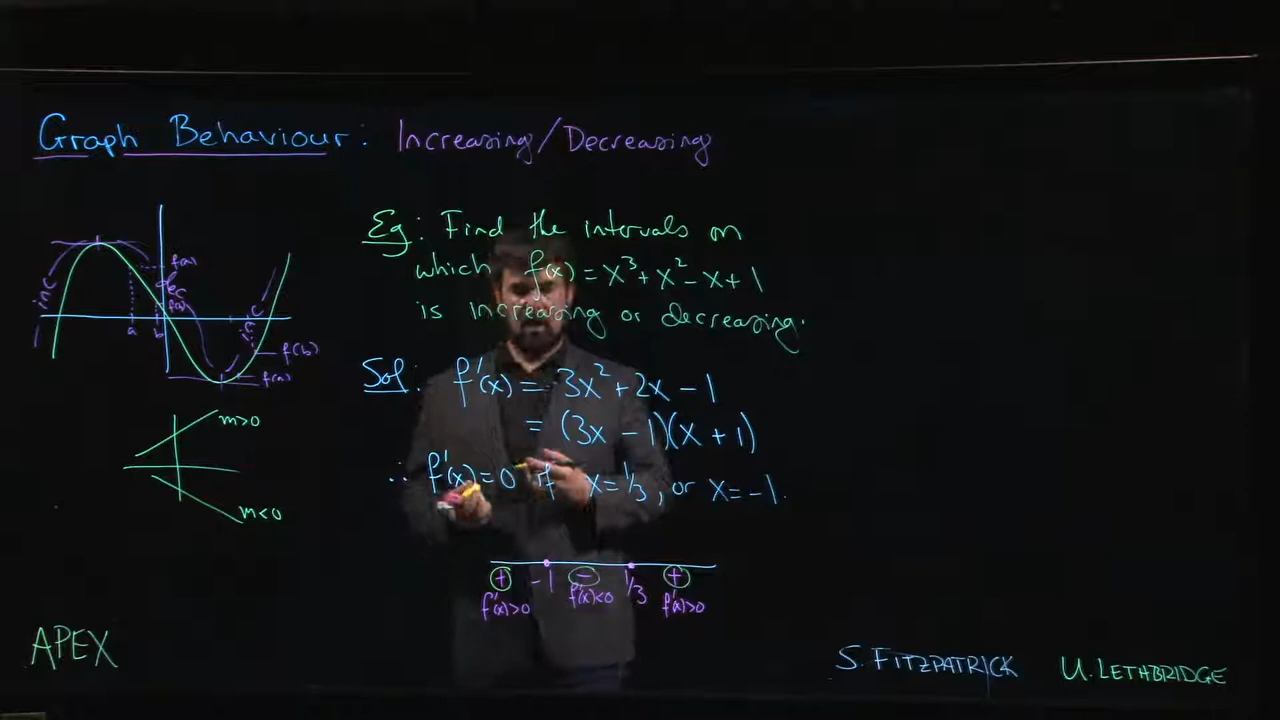 Graph Behaviour: Increasing/Decreasing
inc
dec
f(a)
a
b
c
f(b)
f(a)
m>0
m<0
Eg: Find the intervals on
which f(x) = x³ + x² - x + 1
is increasing or decreasing.
Sol: f'(x) = 3x² + 2x - 1
= (3x - 1)(x + 1)
∴ f'(x) = 0 if x = 1/3, or x = -1.
+ -1 - 1/3 +
f'(x)>0 f'(x)<0 f'(x)>0
APEX
S. FITZPATRICK U. LETHBRIDGE